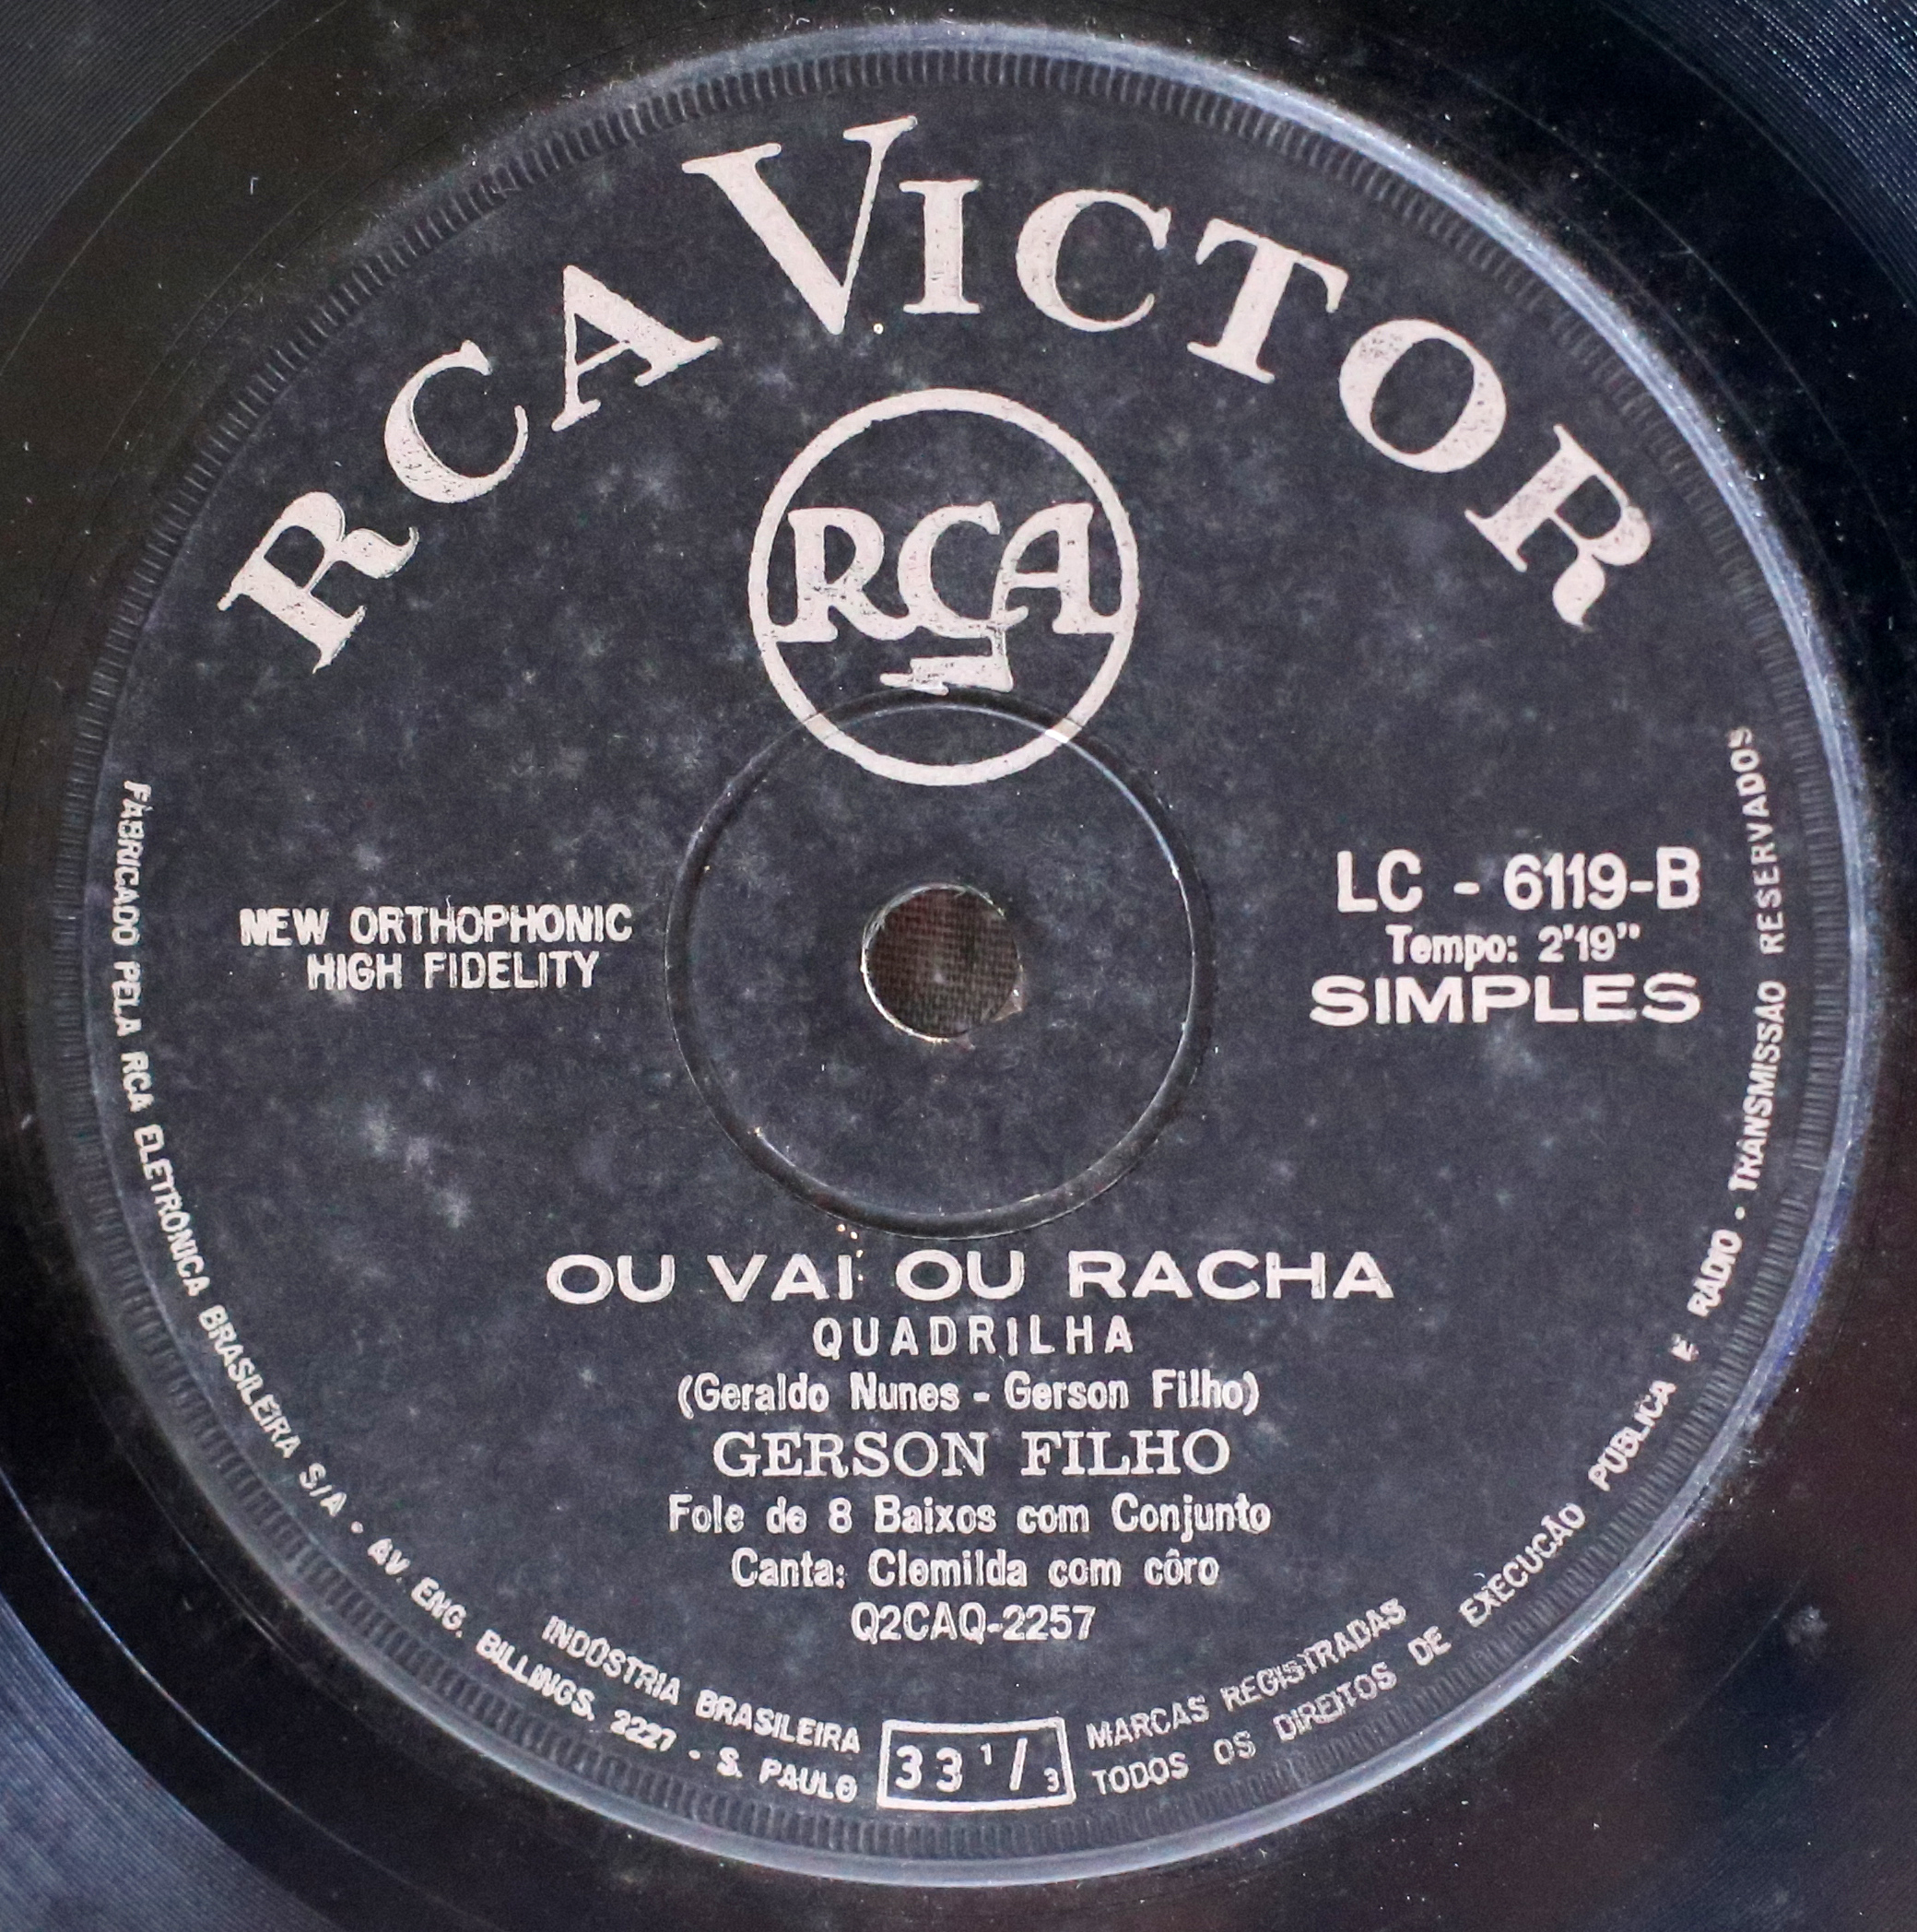 RCA VICTOR
RCA
NEW ORTHOPHONIC
HIGH FIDELITY
LC - 6119-B
Tempo: 2'19"
SIMPLES
OU VAI OU RACHA
QUADRILHA
(Geraldo Nunes - Gerson Filho)
GERSON FILHO
Fole de 8 Baixos com Conjunto
Canta: Clemilda com côro
Q2CAQ-2257
FABRICADO PELA RCA ELETRÔNICA BRASILEIRA S/A • AV. ENG. BILLINGS, 2227 • S. PAULO
INDÚSTRIA BRASILEIRA
33 1/3
MARCAS REGISTRADAS
TODOS OS DIREITOS DE EXECUCÃO PUBLICA E RADIO - TRANSMISSÃO RESERVADOS